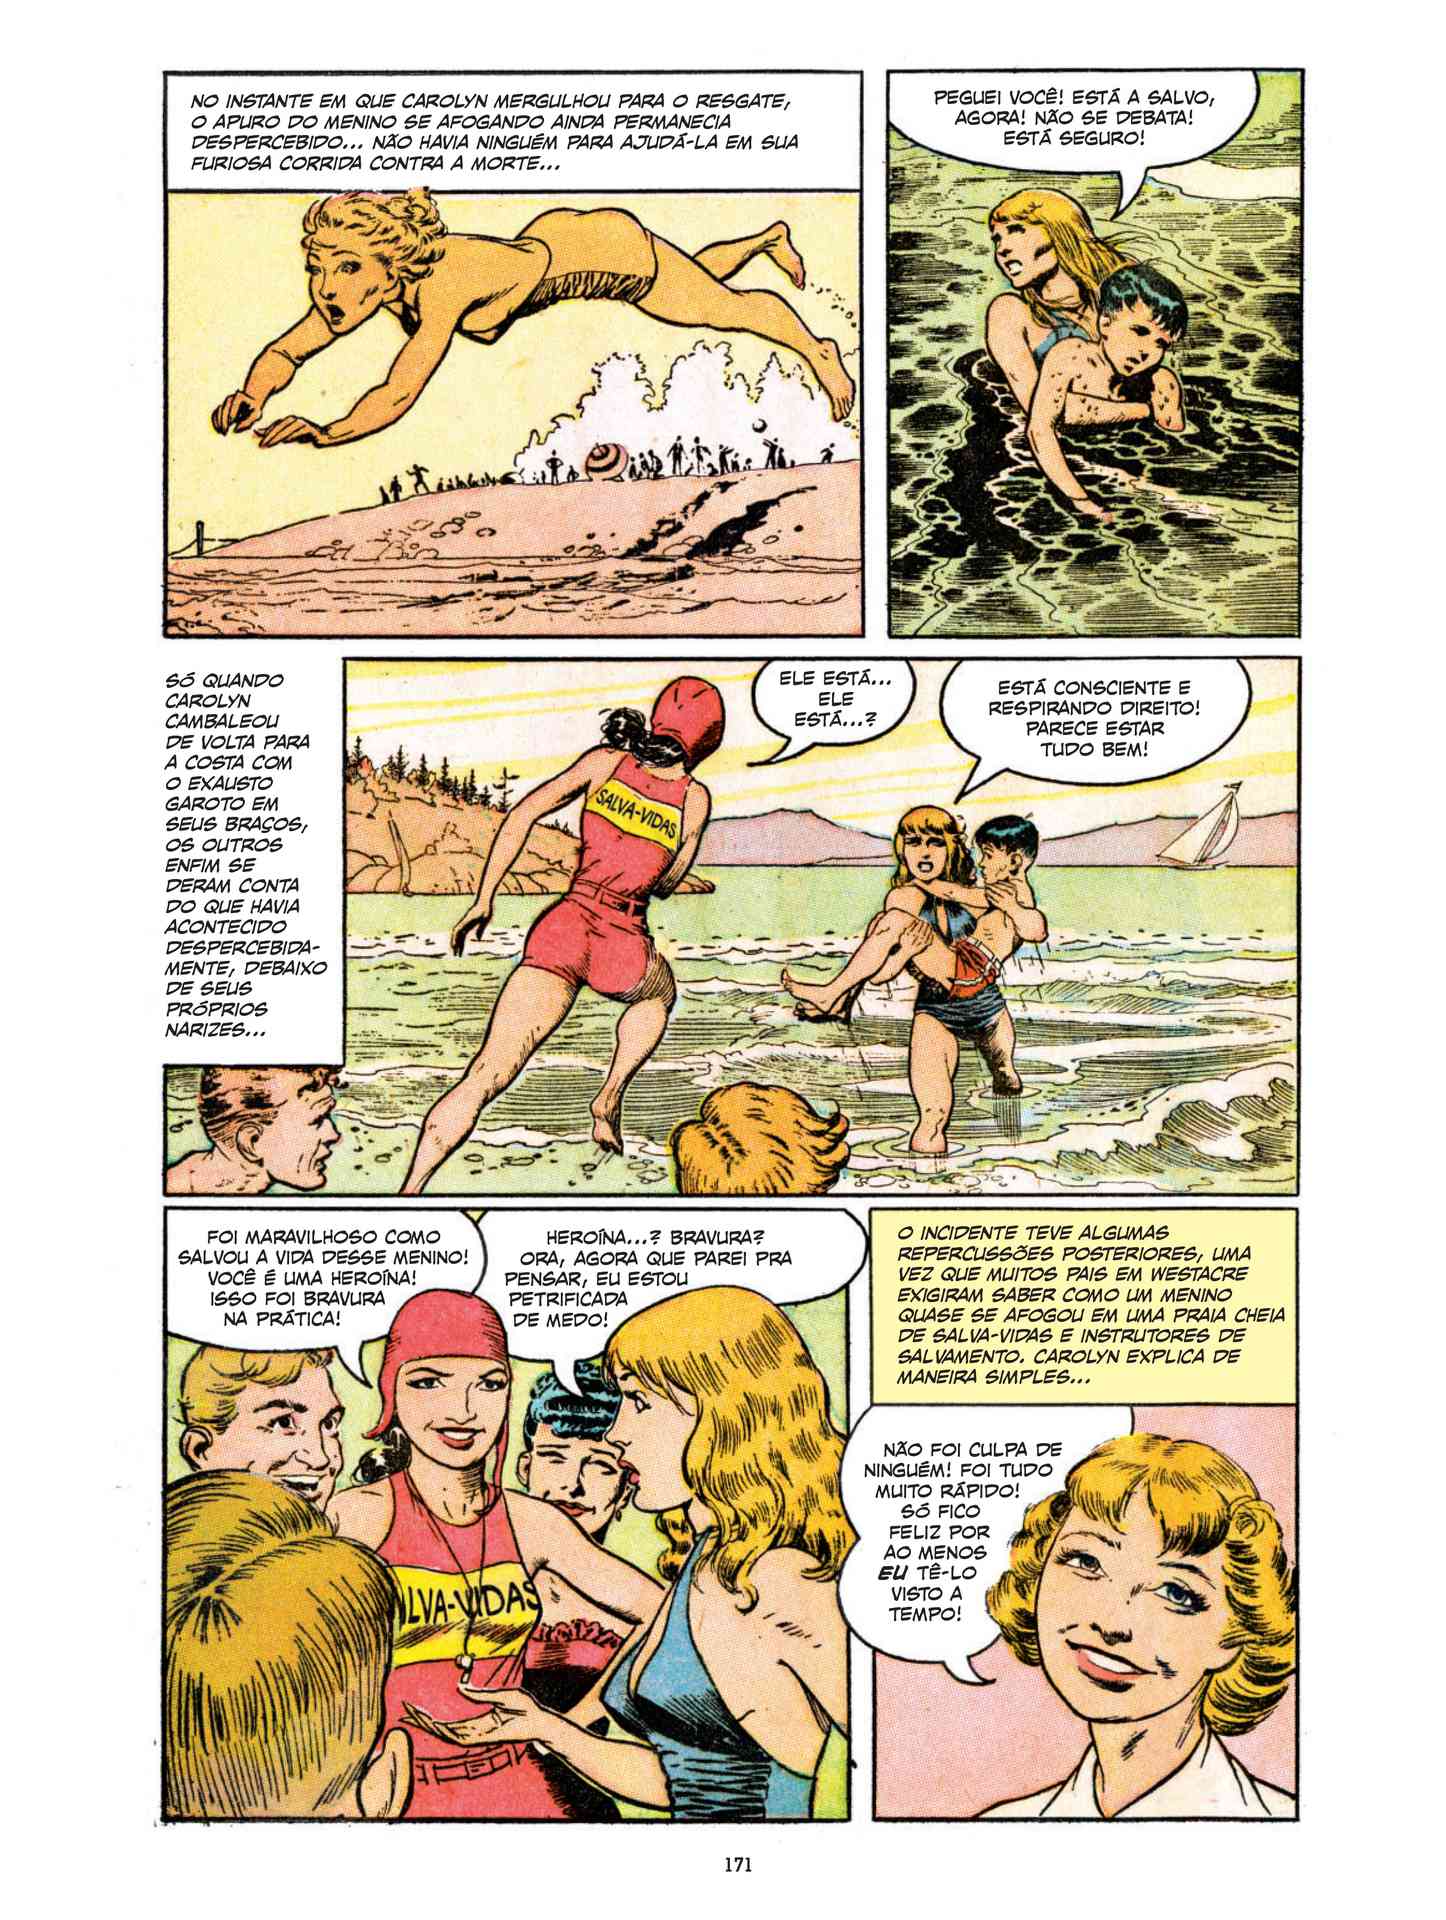 NO INSTANTE EM QUE CAROLYN MERGULHOU PARA O RESGATE,
O APURO DO MENINO SE AFOGANDO AINDA PERMANECIA
DESPERCEBIDO... NÃO HAVIA NINGUÉM PARA AJUDÁ-LA EM SUA
FURIOSA CORRIDA CONTRA A MORTE...
PEGUEI VOCÊ! ESTÁ A SALVO,
AGORA! NÃO SE DEBATA!
ESTÁ SEGURO!
SÓ QUANDO
CAROLYN
CAMBALEOU
DE VOLTA PARA
A COSTA COM
O EXAUSTO
GAROTO EM
SEUS BRAÇOS,
OS OUTROS
ENFIM SE
DERAM CONTA
DO QUE HAVIA
ACONTECIDO
DESPERCEBIDA-
MENTE, DEBAIXO
DE SEUS
PRÓPRIOS
NARIZES...
ELE ESTÁ...
ELE
ESTÁ...?
ESTÁ CONSCIENTE E
RESPIRANDO DIREITO!
PARECE ESTAR
TUDO BEM!
SALVA-VIDAS
FOI MARAVILHOSO COMO
SALVOU A VIDA DESSE MENINO!
VOCÊ É UMA HEROÍNA!
ISSO FOI BRAVURA
NA PRÁTICA!
HEROÍNA...? BRAVURA?
ORA, AGORA QUE PAREI PRA
PENSAR, EU ESTOU
PETRIFICADA
DE MEDO!
ALVA-VIDAS
O INCIDENTE TEVE ALGUMAS
REPERCUSSÕES POSTERIORES, UMA
VEZ QUE MUITOS PAIS EM WESTACRE
EXIGIRAM SABER COMO UM MENINO
QUASE SE AFOGOU EM UMA PRAIA CHEIA
DE SALVA-VIDAS E INSTRUTORES DE
SALVAMENTO. CAROLYN EXPLICA DE
MANEIRA SIMPLES...
NÃO FOI CULPA DE
NINGUÉM! FOI TUDO
MUITO RÁPIDO!
SÓ FICO
FELIZ POR
AO MENOS
EU TÊ-LO
VISTO A
TEMPO!
171